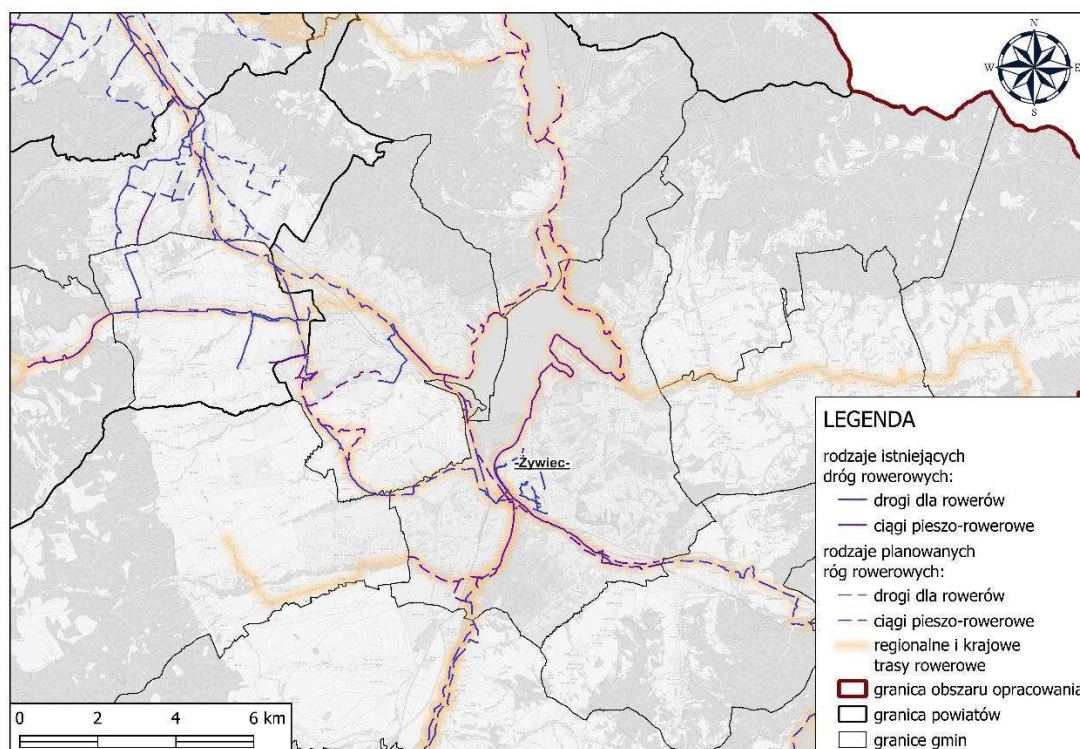 N
W E
S
-Żywiec-
LEGENDA
rodzaje istniejących
dróg rowerowych:
drogi dla rowerów
ciągi pieszo-rowerowe
rodzaje planowanych
róg rowerowych:
drogi dla rowerów
ciągi pieszo-rowerowe
regionalne i krajowe
trasy rowerowe
granica obszaru opracowania
granica powiatów
granice gmin
0 2 4 6 km